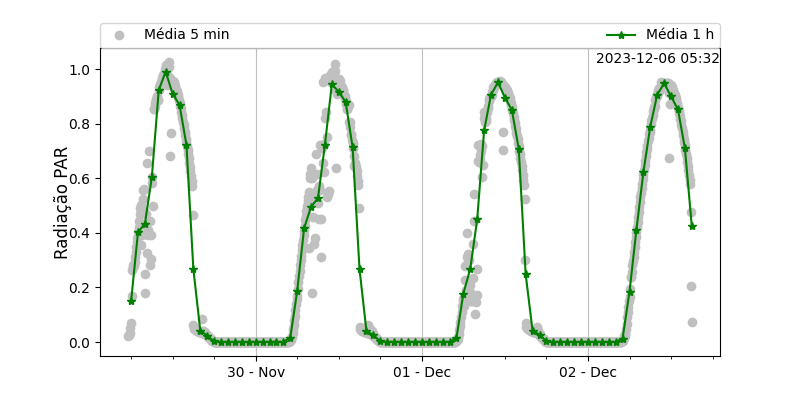 Média 5 min
Média 1 h
2023-12-06 05:32
Radiação PAR
1.0
0.8
0.6
0.4
0.2
0.0
30 - Nov
01 - Dec
02 - Dec